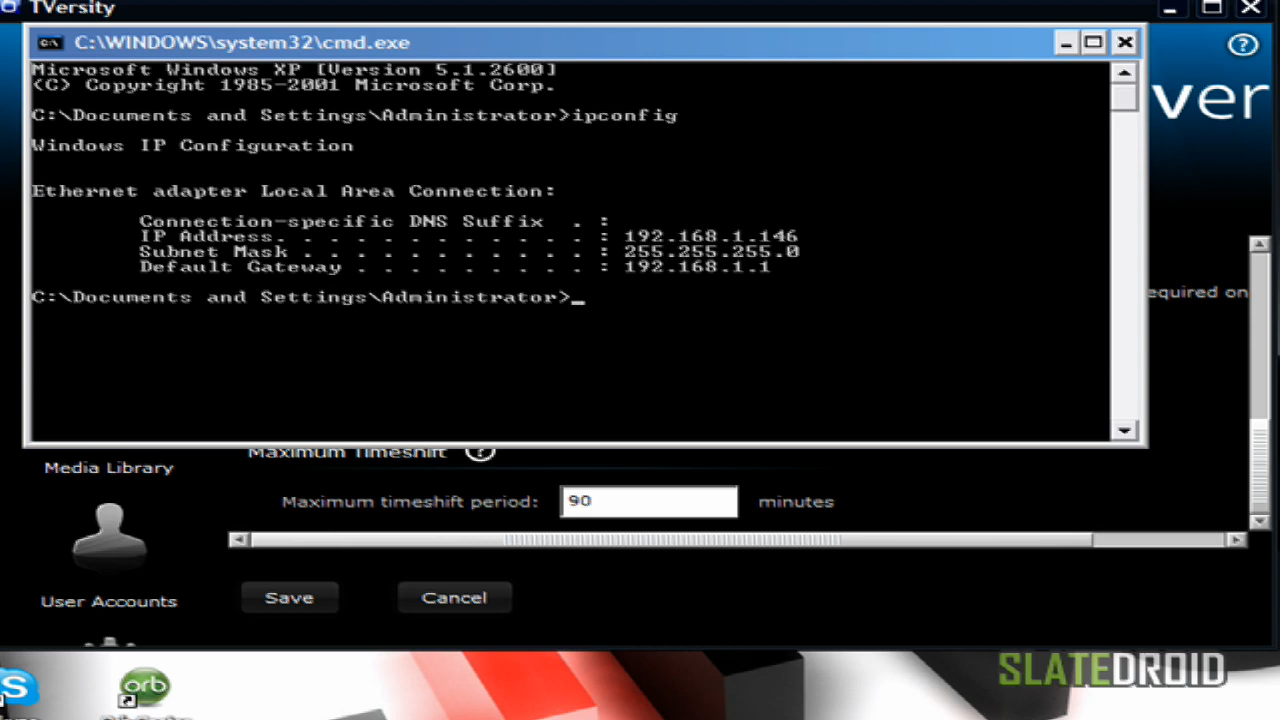 TVersity
C:\WINDOWS\system32\cmd.exe
Microsoft Windows XP [Version 5.1.2600]
(C) Copyright 1985-2001 Microsoft Corp.
C:\Documents and Settings\Administrator>ipconfig
Windows IP Configuration
Ethernet adapter Local Area Connection:
Connection-specific DNS Suffix . :
IP Address. . . . . . . . . . . . : 192.168.1.146
Subnet Mask . . . . . . . . . . . : 255.255.255.0
Default Gateway . . . . . . . . . : 192.168.1.1
C:\Documents and Settings\Administrator>_
ver
equired on
Media Library
Maximum Timeshift ?
Maximum timeshift period: 90 minutes
User Accounts
Save Cancel
orb
SLATEDROID